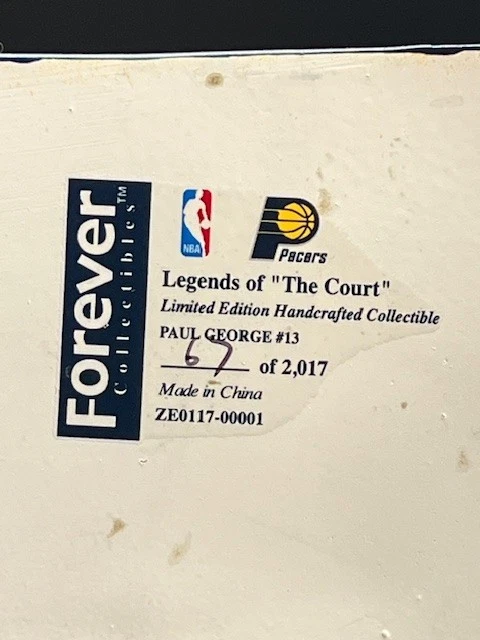 Forever
Collectibles™
NBA
Pacers
Legends of "The Court"
Limited Edition Handcrafted Collectible
PAUL GEORGE #13
67 of 2,017
Made in China
ZE0117-00001